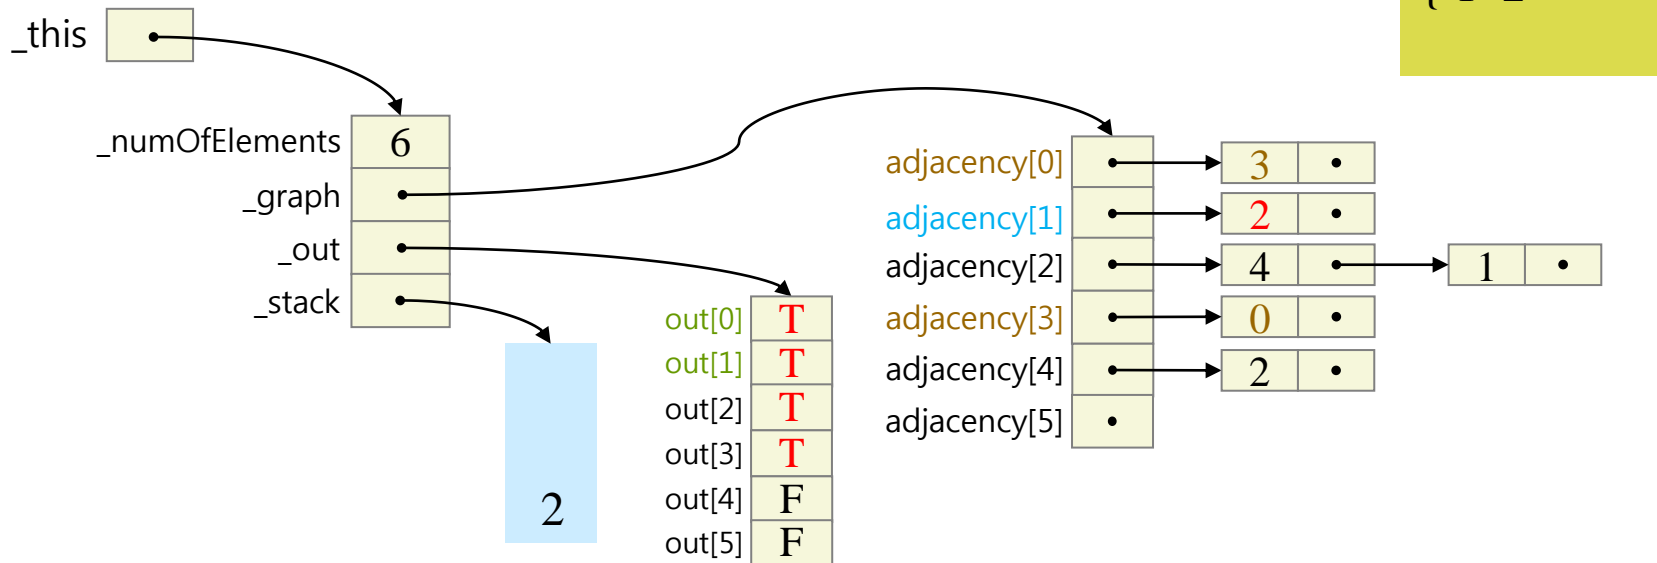 _this
_numOfElements 6
_graph
_out
_stack
2
out[0] T
out[1] T
out[2] T
out[3] T
out[4] F
out[5] F
adjacency[0] 3
adjacency[1] 2
adjacency[2] 4 1
adjacency[3] 0
adjacency[4] 2
adjacency[5]